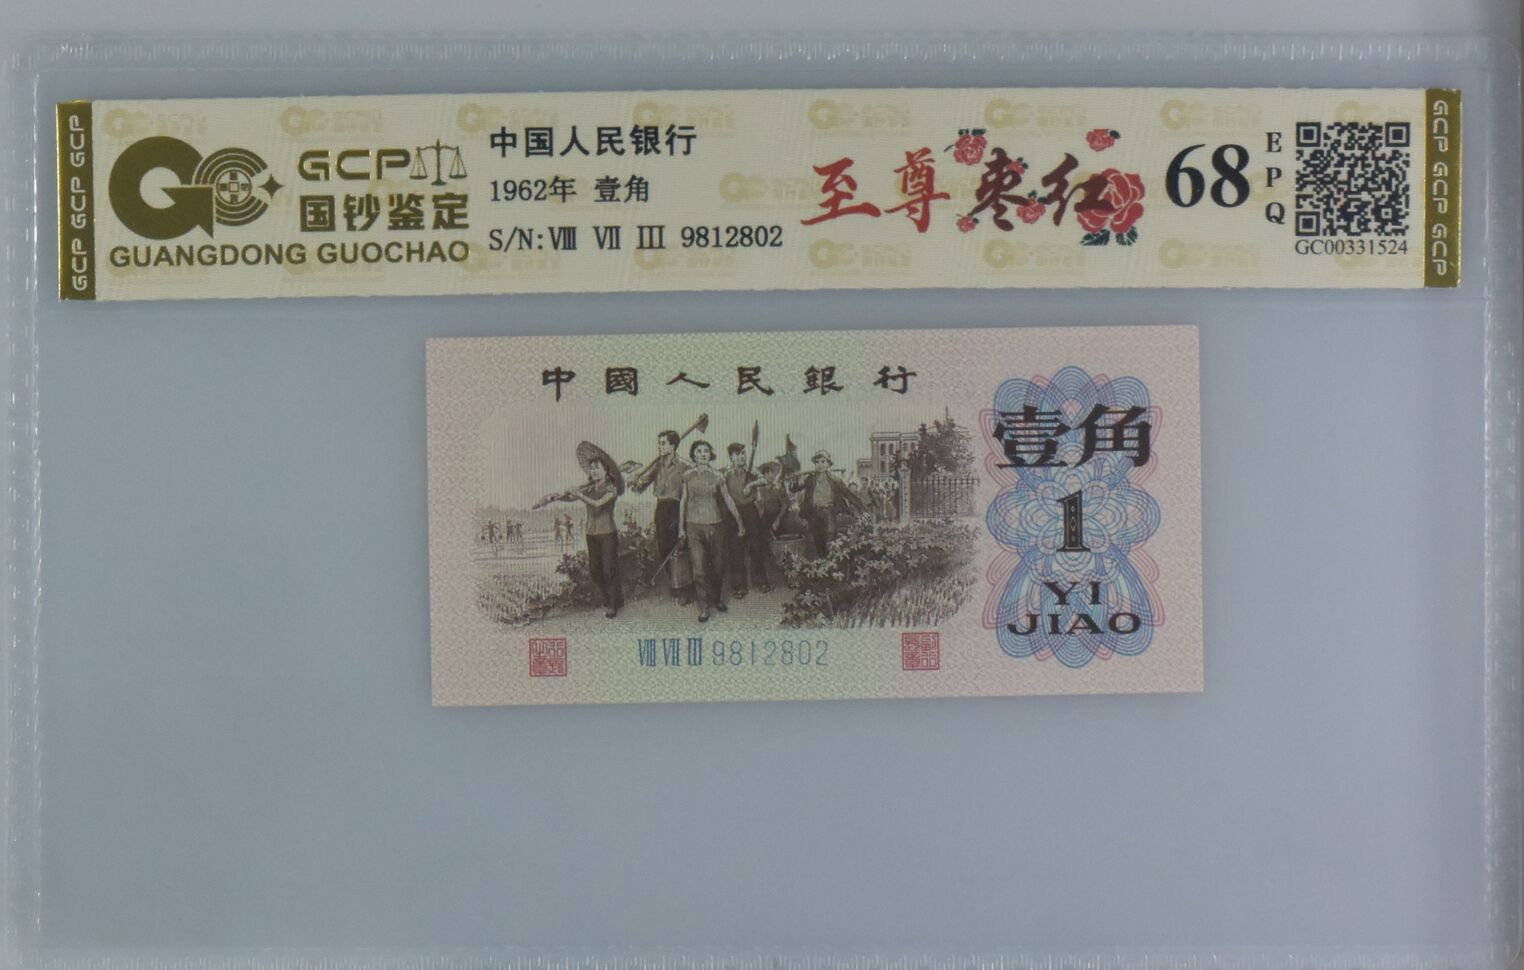 GCP GCP GCP
GCP
国钞鉴定
GUANGDONG GUOCHAO
中国人民银行
1962年 壹角
S/N: Ⅷ Ⅶ Ⅲ 9812802
至尊枣红
68
EPQ
GC00331524
GCP GCP GCP
中國人民銀行
壹角
1
YI
JIAO
Ⅷ Ⅶ Ⅲ 9812802